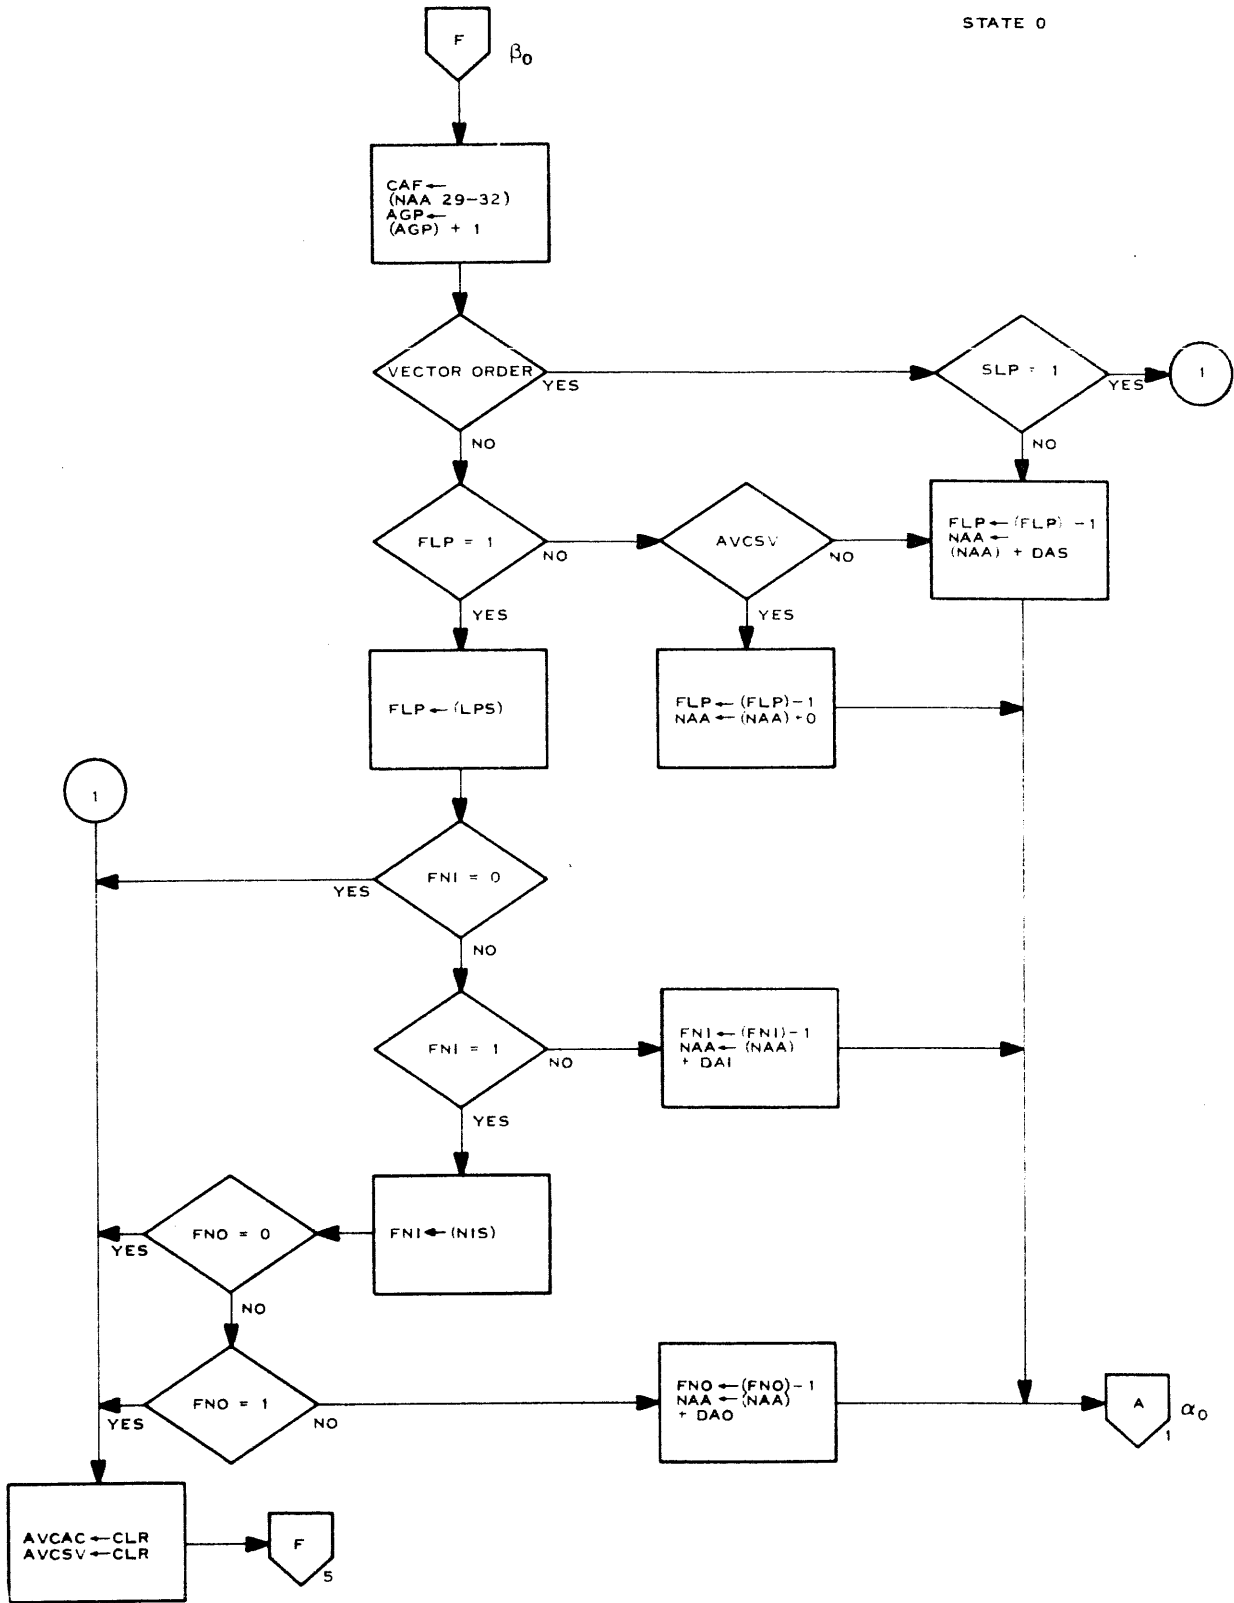 STATE 0
F
β0
CAF←
(NAA 29-32)
AGP←
(AGP) + 1
VECTOR ORDER
YES
SLP = 1
YES
1
NO
NO
FLP = 1
NO
AVCSV
NO
FLP←(FLP) -1
NAA←
(NAA) + DAS
YES
YES
FLP←(LPS)
FLP←(FLP)-1
NAA←(NAA)+0
1
FNI = 0
YES
NO
FNI = 1
NO
FNI←(FNI)-1
NAA←(NAA)
+ DAI
YES
FNO = 0
YES
FNI←(NIS)
NO
FNO = 1
YES
NO
FNO←(FNO)-1
NAA←(NAA)
+ DAO
A
1
α0
AVCAC←CLR
AVCSV←CLR
F
5